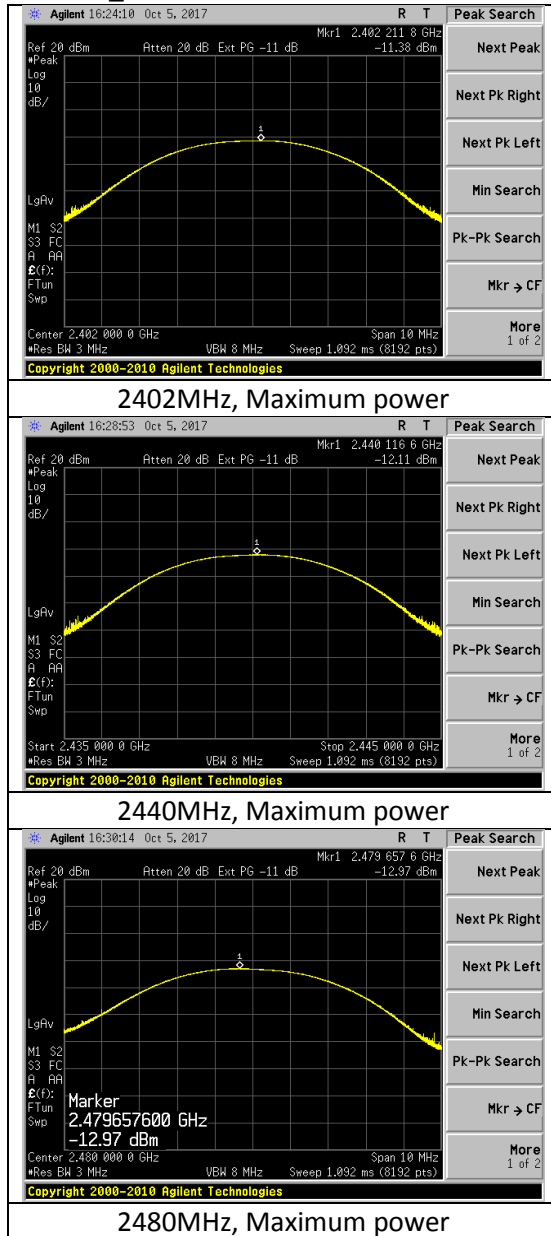 Agilent 16:24:10 Oct 5, 2017 R T Peak Search
Mkr1 2.402 211 8 GHz
Ref 20 dBm Atten 20 dB Ext PG -11 dB -11.38 dBm
#Peak
Log
10
dB/
1
LgAv
M1 S2
S3 FC
A AA
£(f):
FTun
Swp
Center 2.402 000 0 GHz Span 10 MHz
#Res BW 3 MHz VBW 8 MHz Sweep 1.092 ms (8192 pts)
Copyright 2000-2010 Agilent Technologies
Next Peak
Next Pk Right
Next Pk Left
Min Search
Pk-Pk Search
Mkr → CF
More
1 of 2
2402MHz, Maximum power
Agilent 16:28:53 Oct 5, 2017 R T Peak Search
Mkr1 2.440 116 6 GHz
Ref 20 dBm Atten 20 dB Ext PG -11 dB -12.11 dBm
#Peak
Log
10
dB/
1
LgAv
M1 S2
S3 FC
A AA
£(f):
FTun
Swp
Start 2.435 000 0 GHz Stop 2.445 000 0 GHz
#Res BW 3 MHz VBW 8 MHz Sweep 1.092 ms (8192 pts)
Copyright 2000-2010 Agilent Technologies
Next Peak
Next Pk Right
Next Pk Left
Min Search
Pk-Pk Search
Mkr → CF
More
1 of 2
2440MHz, Maximum power
Agilent 16:30:14 Oct 5, 2017 R T Peak Search
Mkr1 2.479 657 6 GHz
Ref 20 dBm Atten 20 dB Ext PG -11 dB -12.97 dBm
#Peak
Log
10
dB/
1
LgAv
M1 S2
S3 FC
A AA
£(f):
FTun
Swp
Marker
2.479657600 GHz
-12.97 dBm
Center 2.480 000 0 GHz Span 10 MHz
#Res BW 3 MHz VBW 8 MHz Sweep 1.092 ms (8192 pts)
Copyright 2000-2010 Agilent Technologies
Next Peak
Next Pk Right
Next Pk Left
Min Search
Pk-Pk Search
Mkr → CF
More
1 of 2
2480MHz, Maximum power